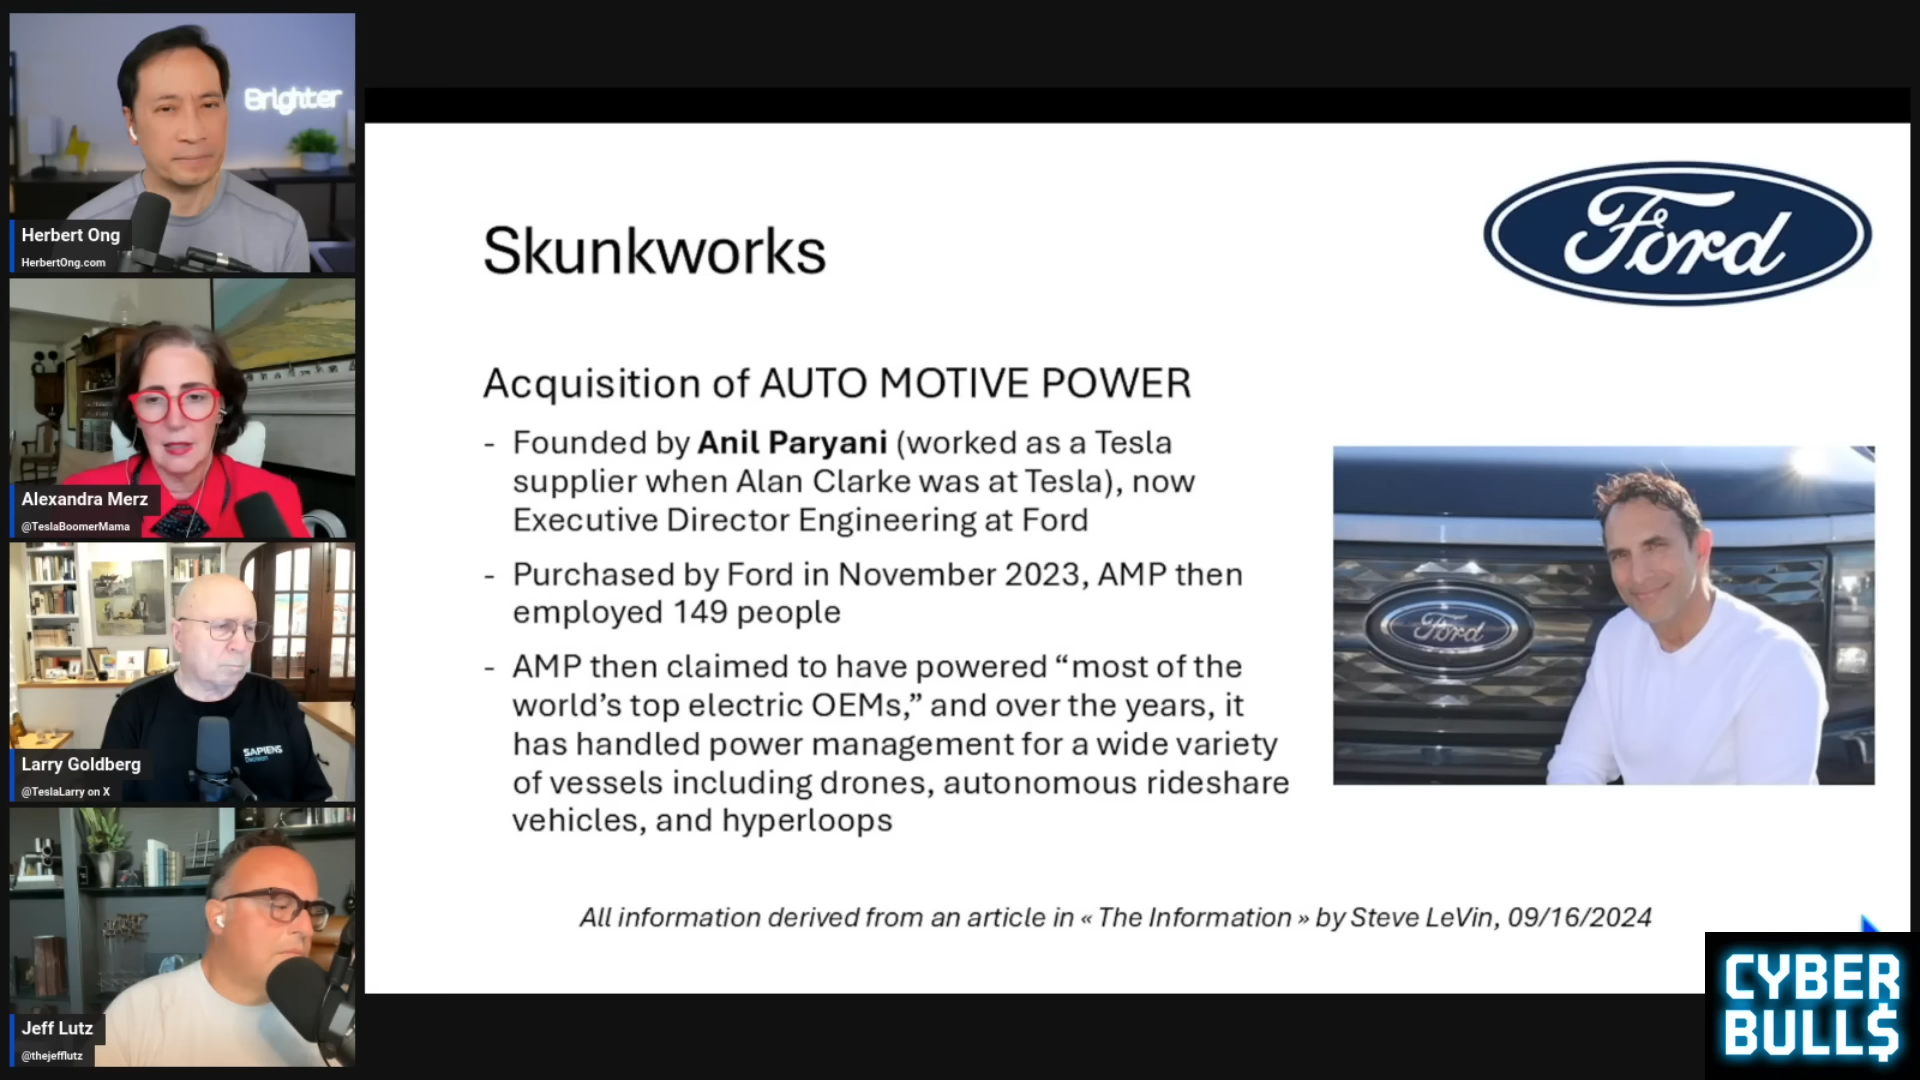 Brighter
Herbert Ong
HerbertOng.com
Alexandra Merz
@TeslaBoomerMama
SAPIENS
Decision
Larry Goldberg
@TeslaLarry on X
Jeff Lutz
@thejefflutz
Ford
Skunkworks
Acquisition of AUTO MOTIVE POWER
- Founded by Anil Paryani (worked as a Tesla
supplier when Alan Clarke was at Tesla), now
Executive Director Engineering at Ford
- Purchased by Ford in November 2023, AMP then
employed 149 people
- AMP then claimed to have powered “most of the
world’s top electric OEMs,” and over the years, it
has handled power management for a wide variety
of vessels including drones, autonomous rideshare
vehicles, and hyperloops
Ford
All information derived from an article in « The Information » by Steve LeVin, 09/16/2024
CYBER
BULL$